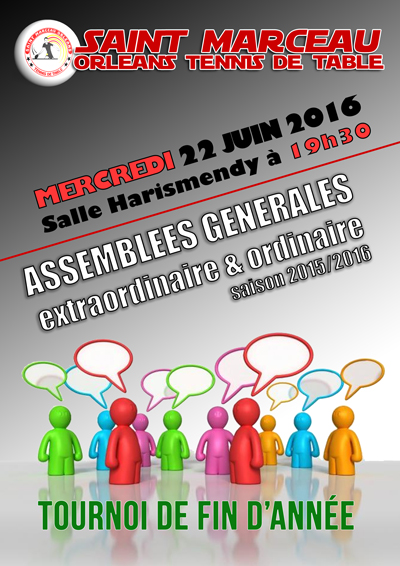 SAINT MARCEAU
ORLEANS TENNIS DE TABLE
MERCREDI 22 JUIN 2016
Salle Harismendy à 19h30
ASSEMBLEES GENERALES
extraordinaire & ordinaire
saison 2015/2016
TOURNOI DE FIN D'ANNÉE